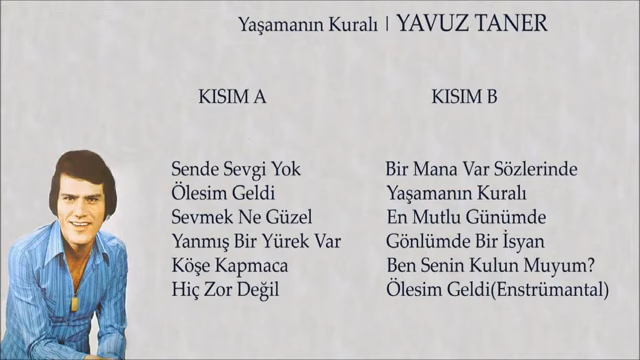 Yaşamanın Kuralı | YAVUZ TANER
KISIM A
Sende Sevgi Yok
Ölesim Geldi
Sevmek Ne Güzel
Yanmış Bir Yürek Var
Köşe Kapmaca
Hiç Zor Değil
KISIM B
Bir Mana Var Sözlerinde
Yaşamanın Kuralı
En Mutlu Günümde
Gönlümde Bir İsyan
Ben Senin Kulun Muyum?
Ölesim Geldi(Enstrümantal)